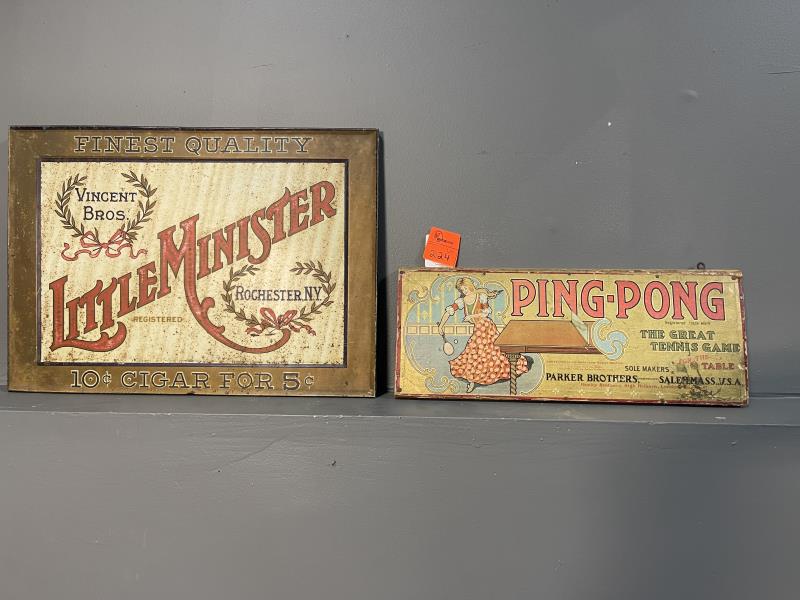 FINEST QUALITY
VINCENT
BROS.
LITTLE MINISTER
ROCHESTER, N.Y.
REGISTERED
10¢ CIGAR FOR 5¢
224
PING-PONG
THE GREAT
TENNIS GAME
FOR THE
TABLE
SOLE MAKERS
PARKER BROTHERS, SALEM, MASS., U.S.A.